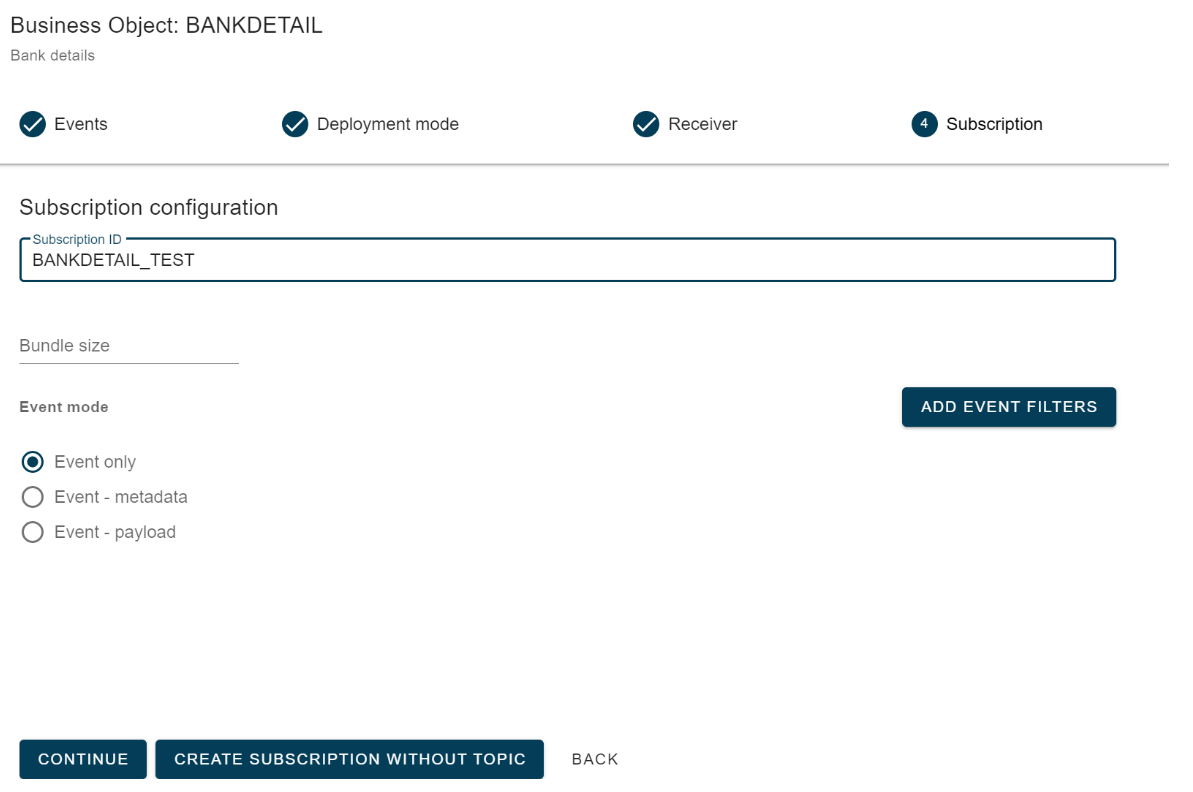 Business Object: BANKDETAIL
Bank details
Events
Deployment mode
Receiver
4 Subscription
Subscription configuration
Subscription ID
BANKDETAIL_TEST
Bundle size
Event mode
ADD EVENT FILTERS
Event only
Event - metadata
Event - payload
CONTINUE
CREATE SUBSCRIPTION WITHOUT TOPIC
BACK